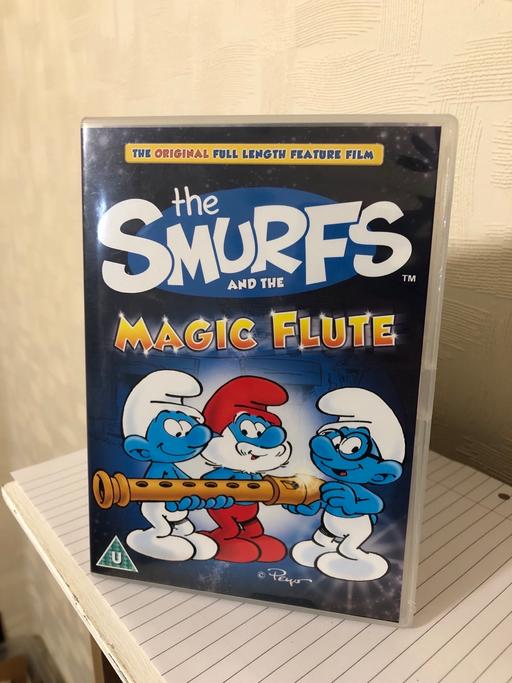 THE ORIGINAL FULL LENGTH FEATURE FILM
the
SMURFS
AND THE
TM
MAGIC FLUTE
U
© Peyo